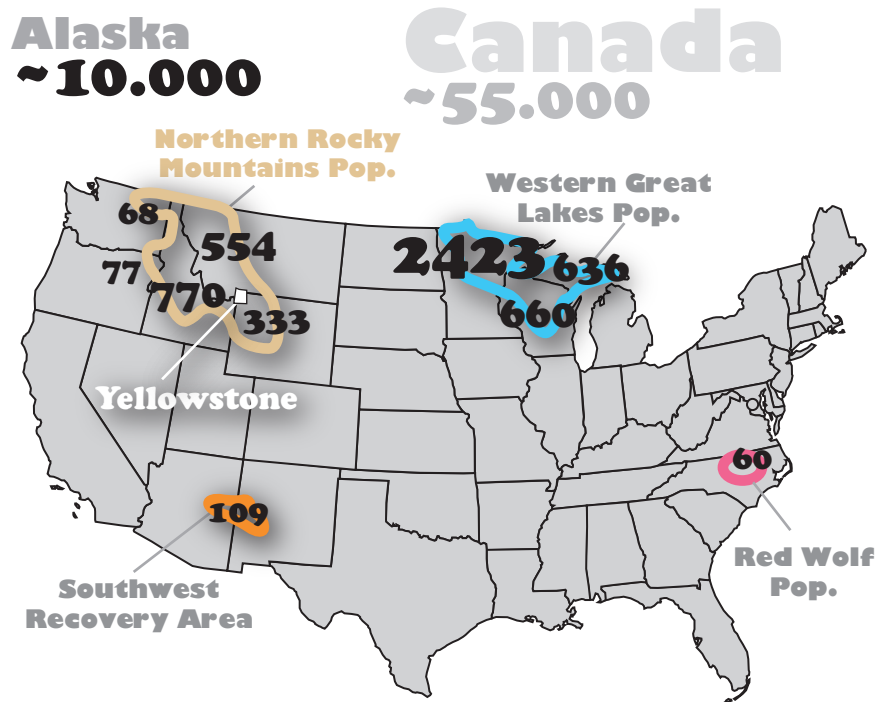 Alaska
~10.000
Canada
~55.000
Northern Rocky
Mountains Pop.
Western Great
Lakes Pop.
68
554
77
770
333
2423
636
660
Yellowstone
109
Southwest
Recovery Area
60
Red Wolf
Pop.